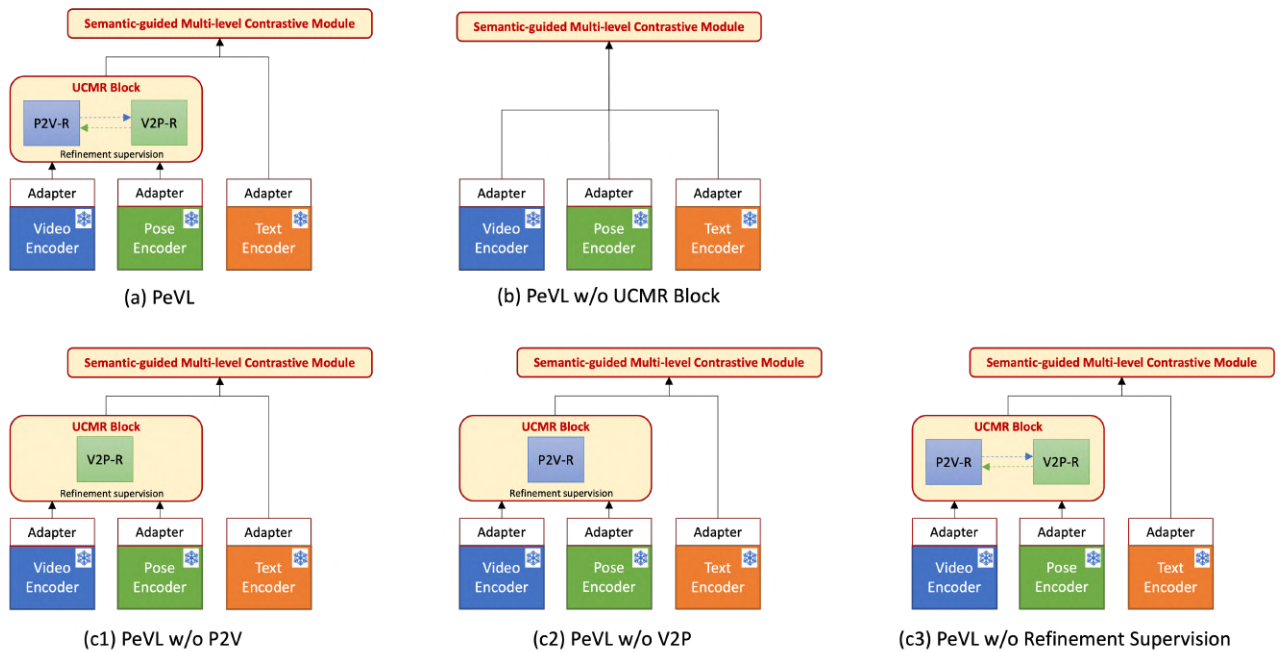 Semantic-guided Multi-level Contrastive Module
UCMR Block
P2V-R
V2P-R
Refinement supervision
Adapter
Adapter
Adapter
Video
Encoder
Pose
Encoder
Text
Encoder
(a) PeVL
Semantic-guided Multi-level Contrastive Module
Adapter
Adapter
Adapter
Video
Encoder
Pose
Encoder
Text
Encoder
(b) PeVL w/o UCMR Block
Semantic-guided Multi-level Contrastive Module
UCMR Block
V2P-R
Refinement supervision
Adapter
Adapter
Adapter
Video
Encoder
Pose
Encoder
Text
Encoder
(c1) PeVL w/o P2V
Semantic-guided Multi-level Contrastive Module
UCMR Block
P2V-R
Refinement supervision
Adapter
Adapter
Adapter
Video
Encoder
Pose
Encoder
Text
Encoder
(c2) PeVL w/o V2P
Semantic-guided Multi-level Contrastive Module
UCMR Block
P2V-R
V2P-R
Adapter
Adapter
Adapter
Video
Encoder
Pose
Encoder
Text
Encoder
(c3) PeVL w/o Refinement Supervision